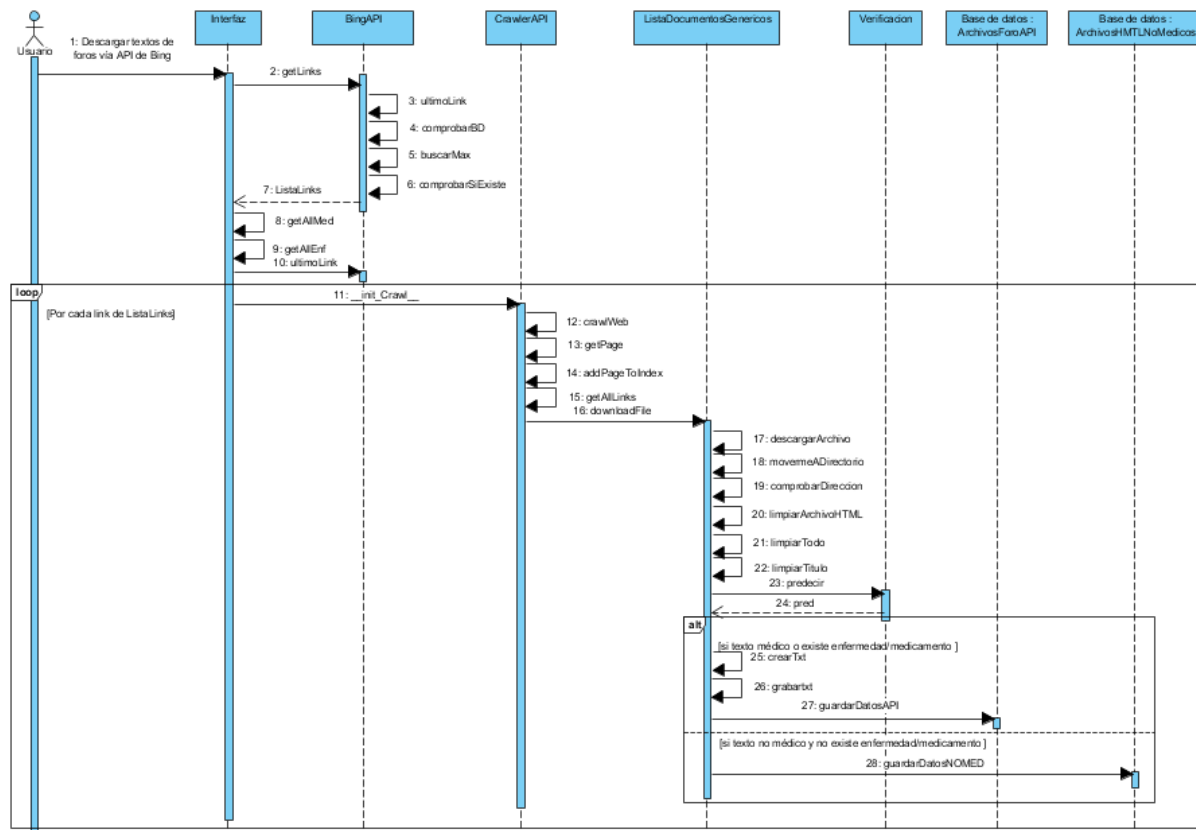 Interfaz
BingAPI
CrawlerAPI
ListaDocumentosGenericos
Verificacion
Base de datos :
ArchivosForoAPI
Base de datos :
ArchivosHMTLNoMedicos
Usuario
1: Descargar textos de
foros vía API de Bing
2: getLinks
3: ultimoLink
4: comprobarBD
5: buscarMax
6: comprobarSiExiste
7: ListaLinks
8: getAllMed
9: getAllEnf
10: ultimoLink
loop
[Por cada link de ListaLinks]
11: __init_Crawl__
12: crawlWeb
13: getPage
14: addPageToIndex
15: getAllLinks
16: downloadFile
17: descargarArchivo
18: movermeADirectorio
19: comprobarDireccion
20: limpiarArchivoHTML
21: limpiarTodo
22: limpiarTitulo
23: predecir
24: pred
alt
[si texto médico o existe enfermedad/medicamento ]
25: crearTxt
26: grabartxt
27: guardarDatosAPI
[si texto no médico y no existe enfermedad/medicamento ]
28: guardarDatosNOMED